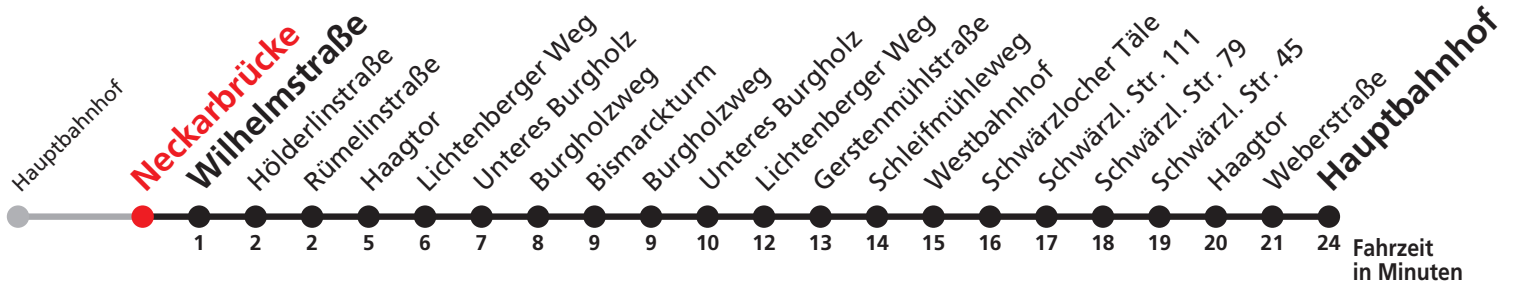 Hauptbahnhof
Neckarbrücke
Wilhelmstraße
Hölderlinstraße
Rümelinstraße
Haagtor
Lichtenberger Weg
Unteres Burgholz
Burgholzweg
Bismarckturm
Burgholzweg
Unteres Burgholz
Lichtenberger Weg
Gerstenmühlstraße
Schleifmühleweg
Westbahnhof
Schwärzlocher Täle
Schwärzl. Str. 111
Schwärzl. Str. 79
Schwärzl. Str. 45
Haagtor
Weberstraße
Hauptbahnhof
1 2 2 5 6 7 8 9 9 10 12 13 14 15 16 17 18 19 20 21 24
Fahrzeit
in Minuten